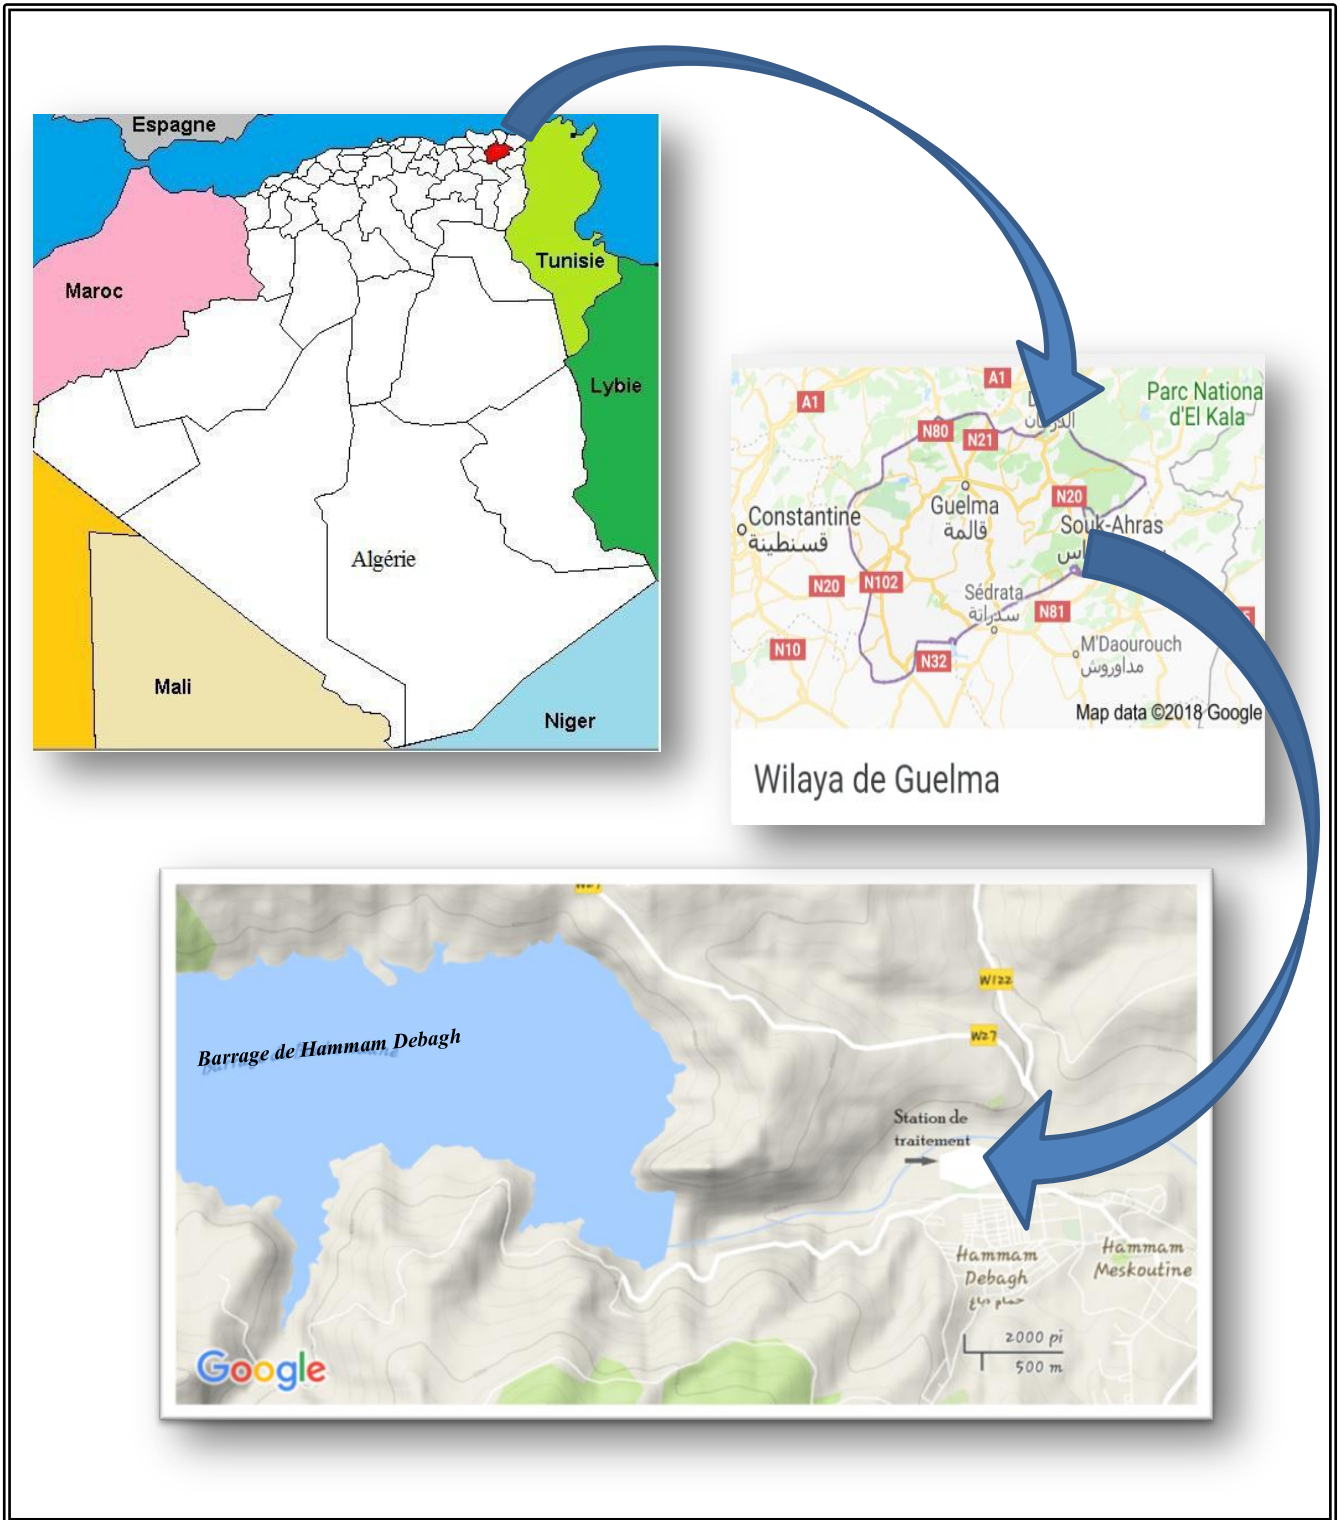 Espagne
Maroc
Tunisie
Lybie
Algérie
Mali
Niger
A1
A1
Parc Nationa
d'El Kala
N80
N21
N20
Guelma
قالمة
Constantine
قسنطينة
Souk-Ahras
N20
N102
Sédrata
سدراتة
N81
N10
N32
M'Daourouch
مداوروش
Map data ©2018 Google
Wilaya de Guelma
W122
W27
Barrage de Hammam Debagh
Station de
traitement
Hammam
Debagh
حمام دباغ
Hammam
Meskoutine
2000 pi
500 m
Google